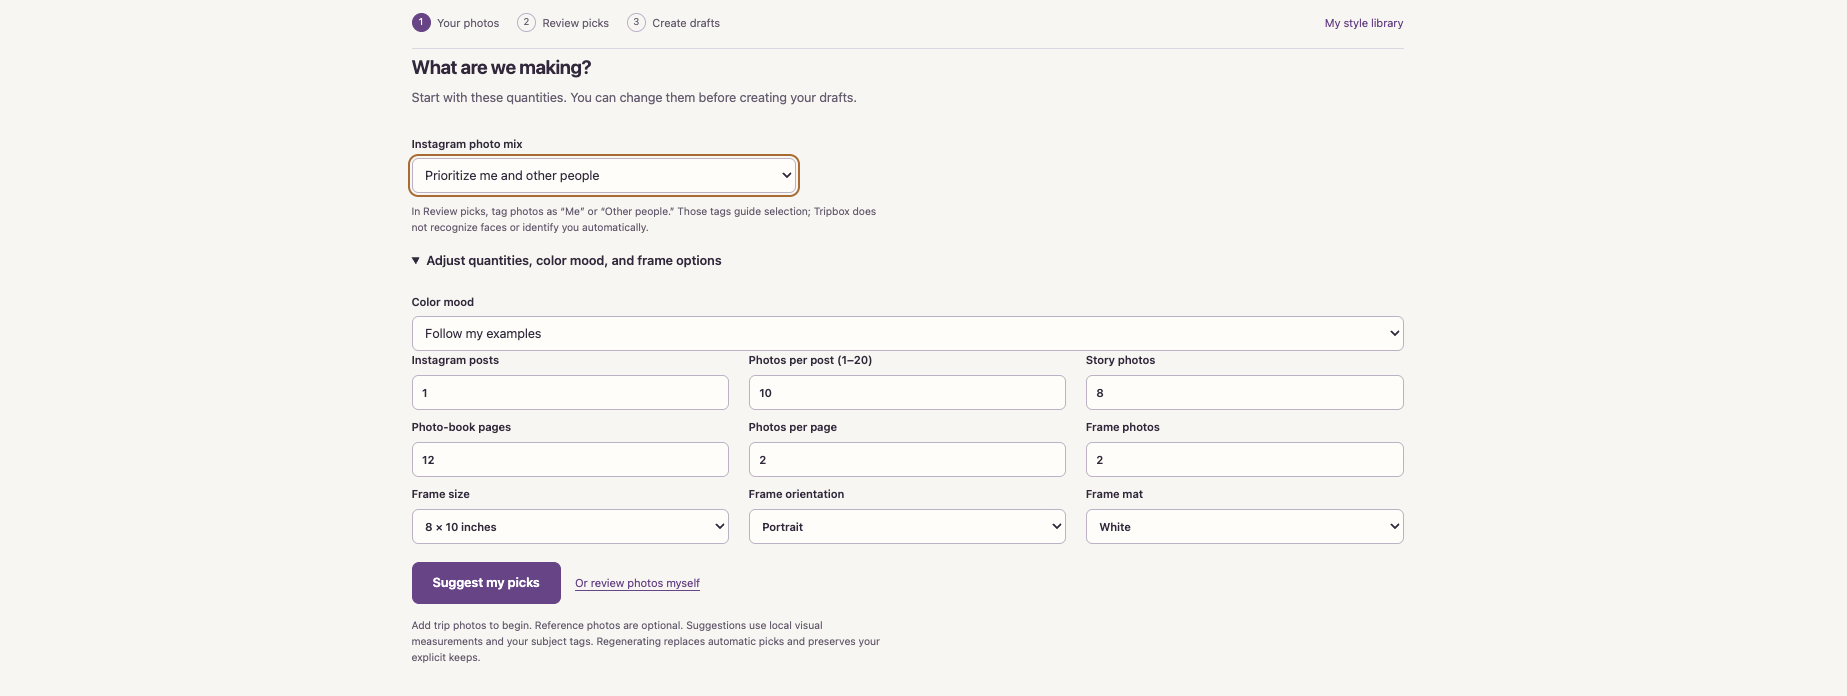 1 Your photos 2 Review picks 3 Create drafts My style library
What are we making?
Start with these quantities. You can change them before creating your drafts.
Instagram photo mix
Prioritize me and other people
In Review picks, tag photos as “Me” or “Other people.” Those tags guide selection; Tripbox does
not recognize faces or identify you automatically.
▼ Adjust quantities, color mood, and frame options
Color mood
Follow my examples
Instagram posts Photos per post (1–20) Story photos
1 10 8
Photo-book pages Photos per page Frame photos
12 2 2
Frame size Frame orientation Frame mat
8 × 10 inches Portrait White
Suggest my picks Or review photos myself
Add trip photos to begin. Reference photos are optional. Suggestions use local visual
measurements and your subject tags. Regenerating replaces automatic picks and preserves your
explicit keeps.